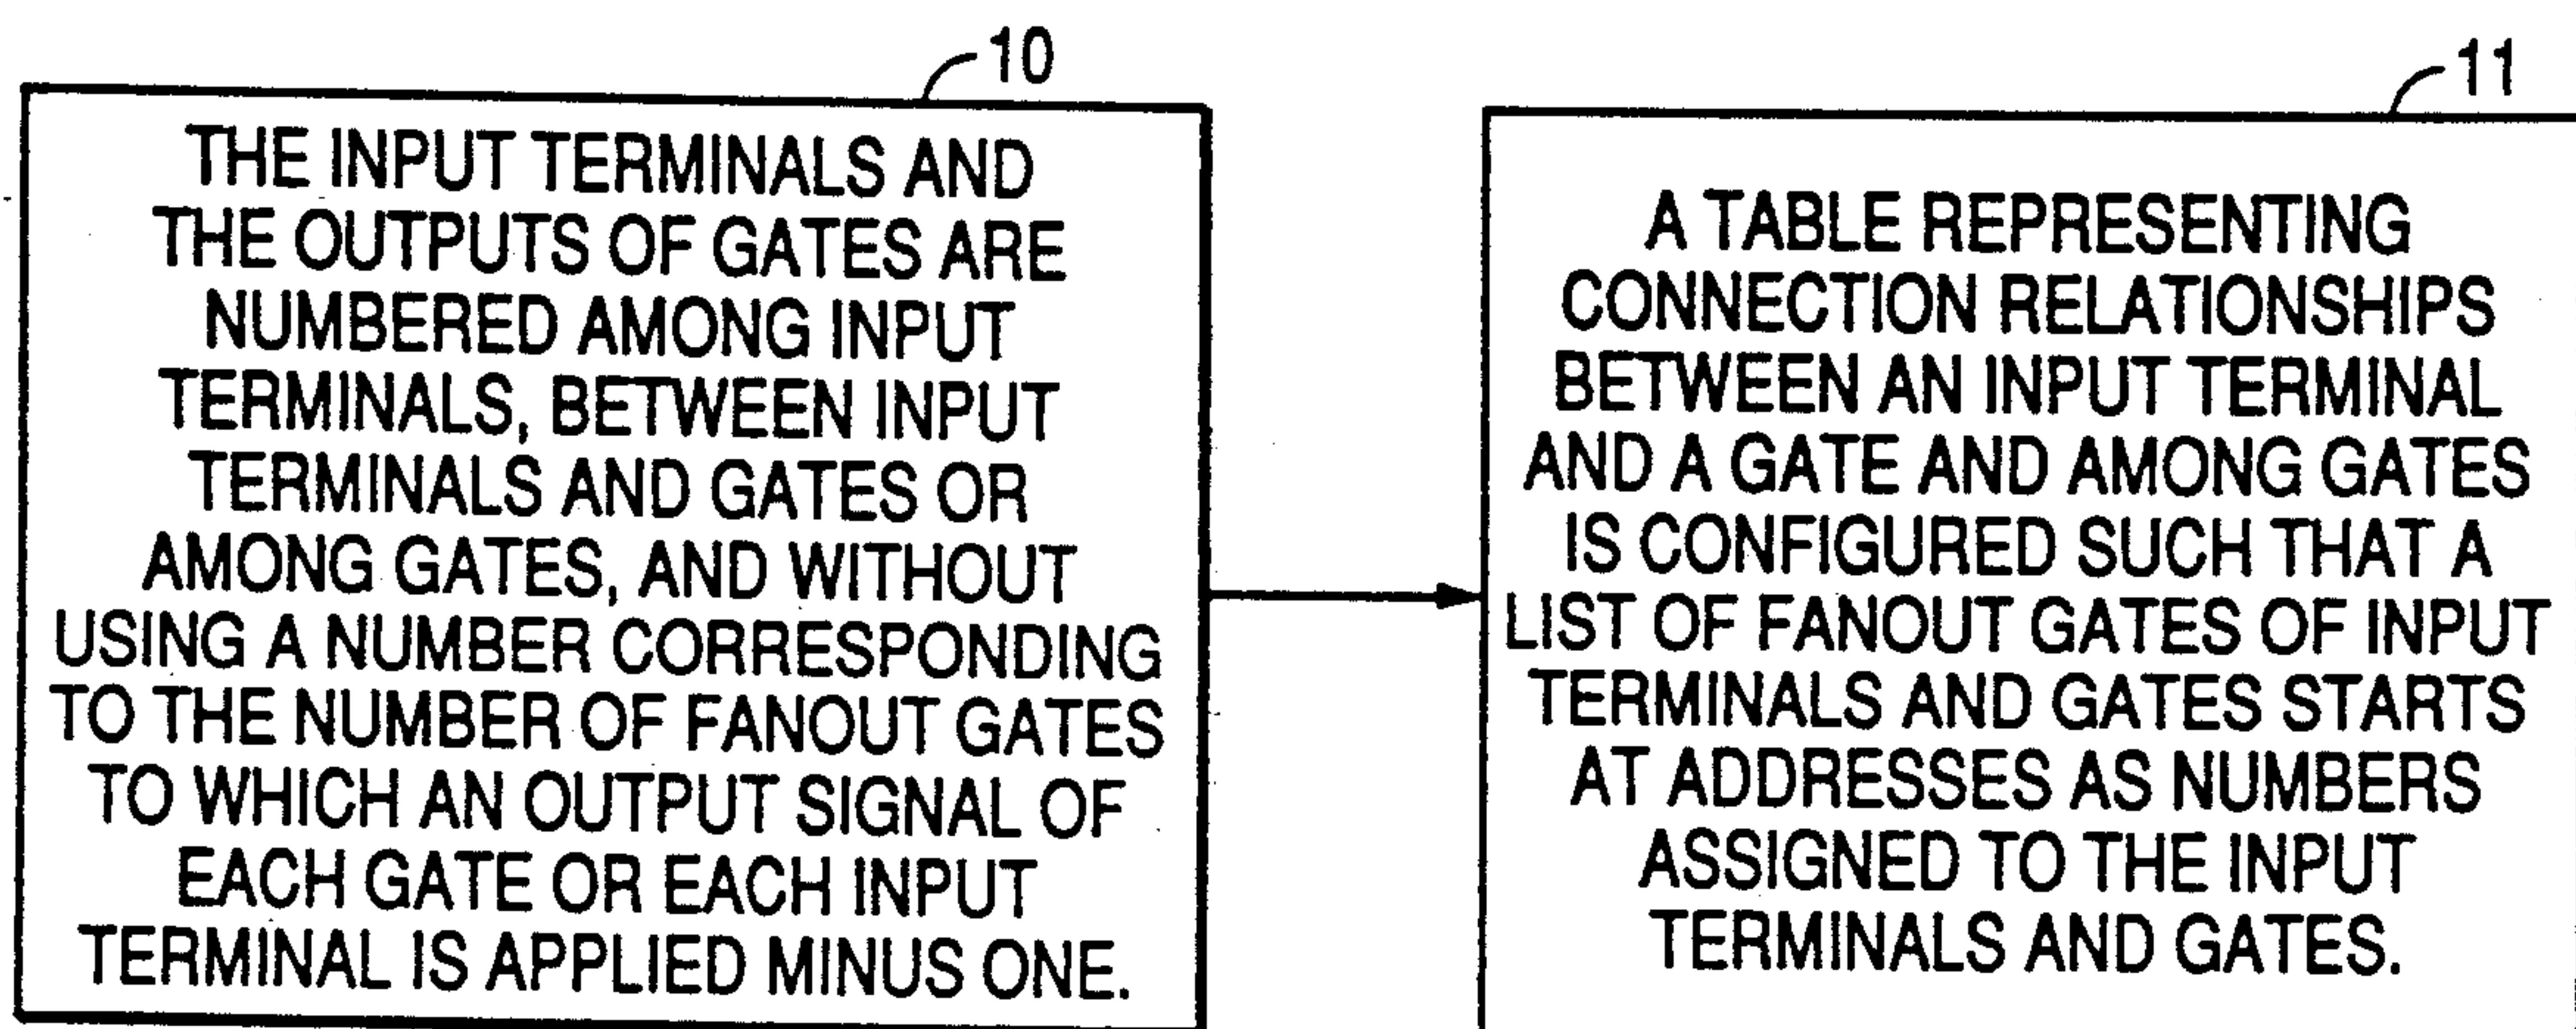 10
THE INPUT TERMINALS AND
THE OUTPUTS OF GATES ARE
NUMBERED AMONG INPUT
TERMINALS, BETWEEN INPUT
TERMINALS AND GATES OR
AMONG GATES, AND WITHOUT
USING A NUMBER CORRESPONDING
TO THE NUMBER OF FANOUT GATES
TO WHICH AN OUTPUT SIGNAL OF
EACH GATE OR EACH INPUT
TERMINAL IS APPLIED MINUS ONE.
11
A TABLE REPRESENTING
CONNECTION RELATIONSHIPS
BETWEEN AN INPUT TERMINAL
AND A GATE AND AMONG GATES
IS CONFIGURED SUCH THAT A
LIST OF FANOUT GATES OF INPUT
TERMINALS AND GATES STARTS
AT ADDRESSES AS NUMBERS
ASSIGNED TO THE INPUT
TERMINALS AND GATES.